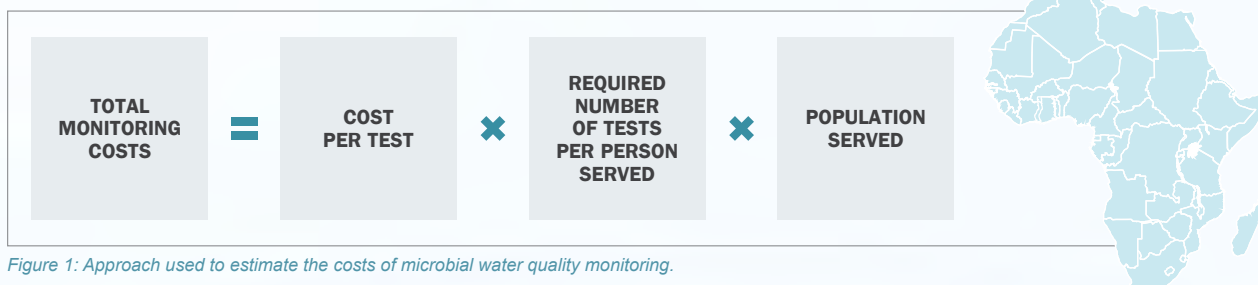 TOTAL
MONITORING
COSTS
=
COST
PER TEST
×
REQUIRED
NUMBER
OF TESTS
PER PERSON
SERVED
×
POPULATION
SERVED
Figure 1: Approach used to estimate the costs of microbial water quality monitoring.